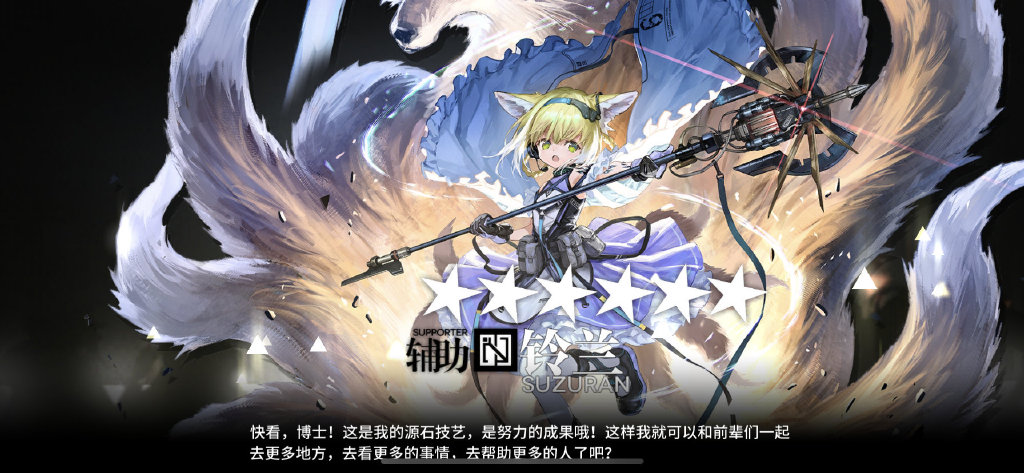 9
SUPPORTER
辅助
铃兰
SUZURAN
快看，博士！这是我的源石技艺，是努力的成果哦！这样我就可以和前辈们一起
去更多地方，去看更多的事情，去帮助更多的人了吧？